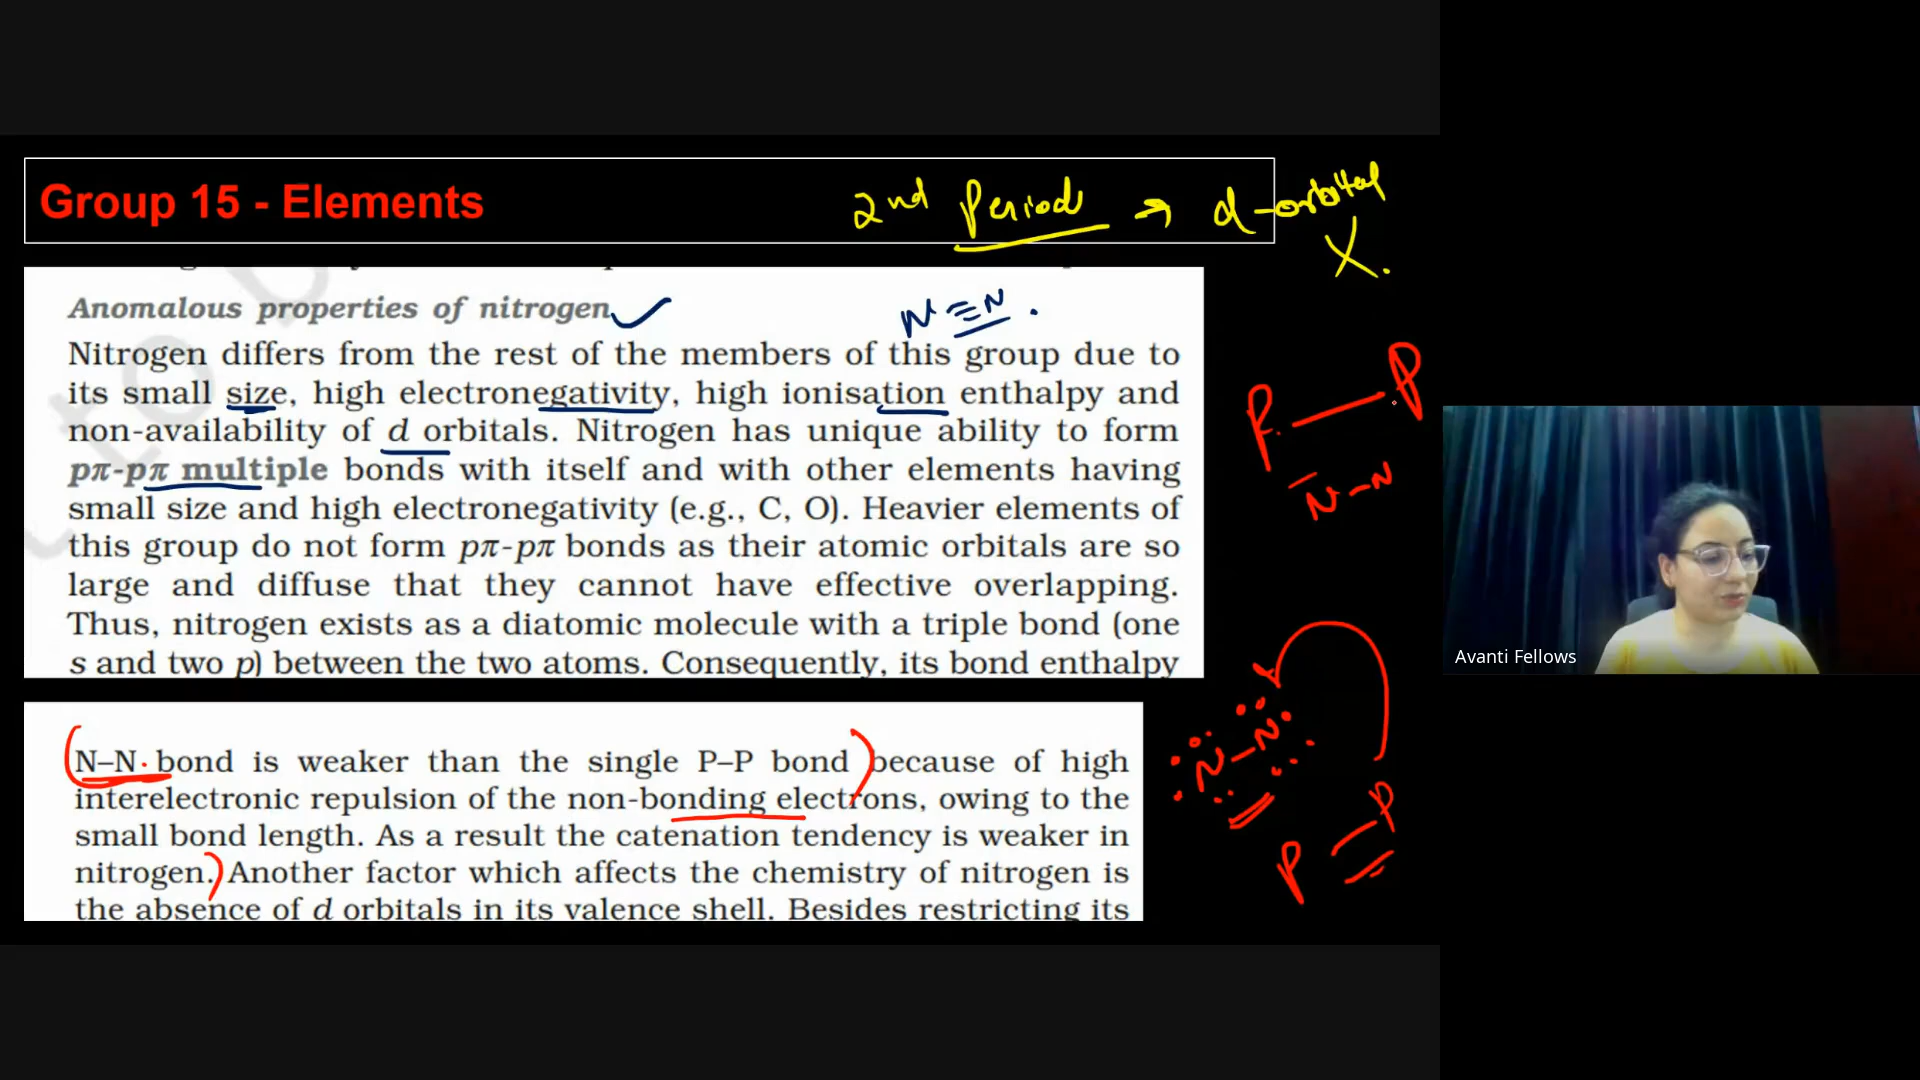 Group 15 - Elements
2nd Period → d-orbital
X.
Anomalous properties of nitrogen
N≡N.
Nitrogen differs from the rest of the members of this group due to
its small size, high electronegativity, high ionisation enthalpy and
non-availability of d orbitals. Nitrogen has unique ability to form
pπ-pπ multiple bonds with itself and with other elements having
small size and high electronegativity (e.g., C, O). Heavier elements of
this group do not form pπ-pπ bonds as their atomic orbitals are so
large and diffuse that they cannot have effective overlapping.
Thus, nitrogen exists as a diatomic molecule with a triple bond (one
s and two p) between the two atoms. Consequently, its bond enthalpy
P—P
N-N
N–N bond is weaker than the single P–P bond because of high
interelectronic repulsion of the non-bonding electrons, owing to the
small bond length. As a result the catenation tendency is weaker in
nitrogen. Another factor which affects the chemistry of nitrogen is
the absence of d orbitals in its valence shell. Besides restricting its
N-N
P-P
Avanti Fellows